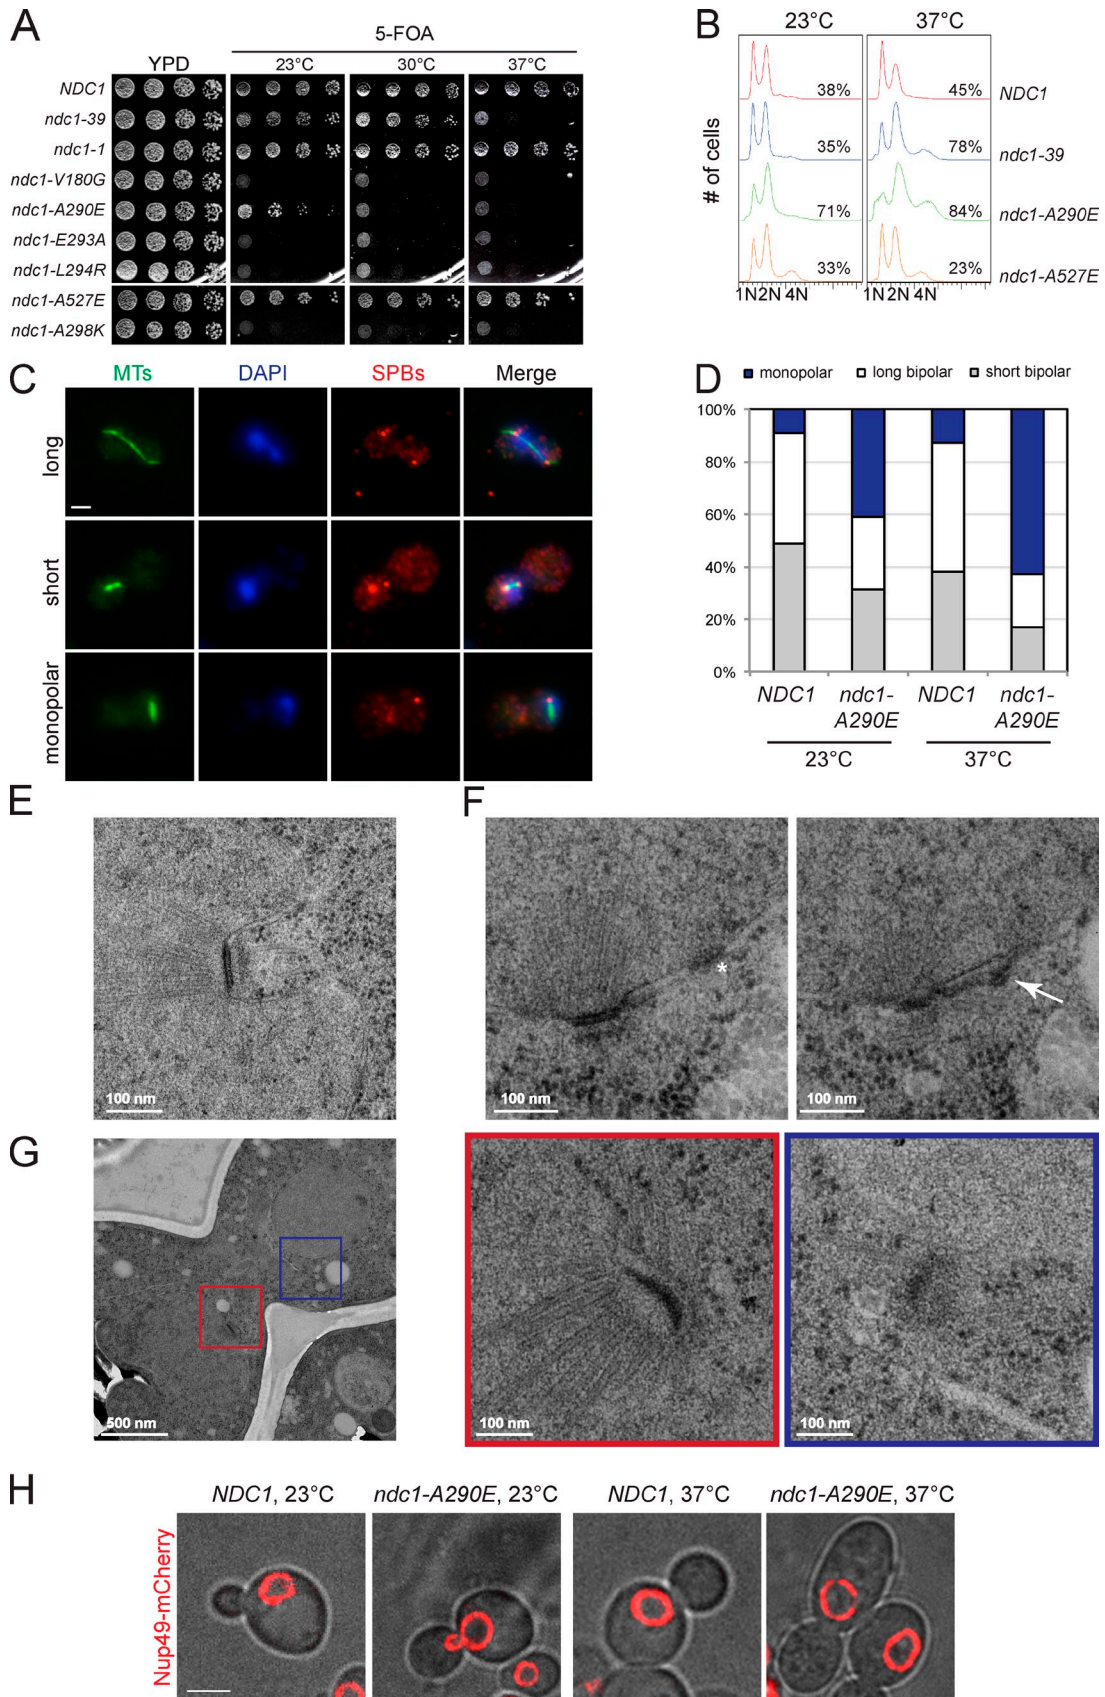 A
5-FOA
YPD 23°C 30°C 37°C
NDC1
ndc1-39
ndc1-1
ndc1-V180G
ndc1-A290E
ndc1-E293A
ndc1-L294R
ndc1-A527E
ndc1-A298K
B
23°C 37°C
# of cells
38% 45% NDC1
35% 78% ndc1-39
71% 84% ndc1-A290E
33% 23% ndc1-A527E
1N2N 4N 1N2N 4N
C
MTs DAPI SPBs Merge
long
short
monopolar
D
monopolar long bipolar short bipolar
100%
80%
60%
40%
20%
0%
NDC1 ndc1-A290E NDC1 ndc1-A290E
23°C 37°C
E
100 nm
F
*
100 nm 100 nm
G
500 nm
100 nm 100 nm
H
NDC1, 23°C ndc1-A290E, 23°C NDC1, 37°C ndc1-A290E, 37°C
Nup49-mCherry